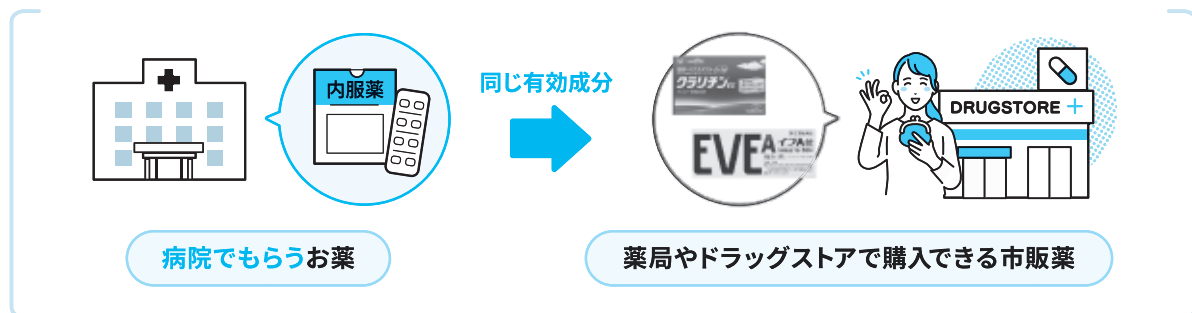 内服薬
同じ有効成分
クラリチン
EVE A
イブA錠
DRUGSTORE
病院でもらうお薬
薬局やドラッグストアで購入できる市販薬